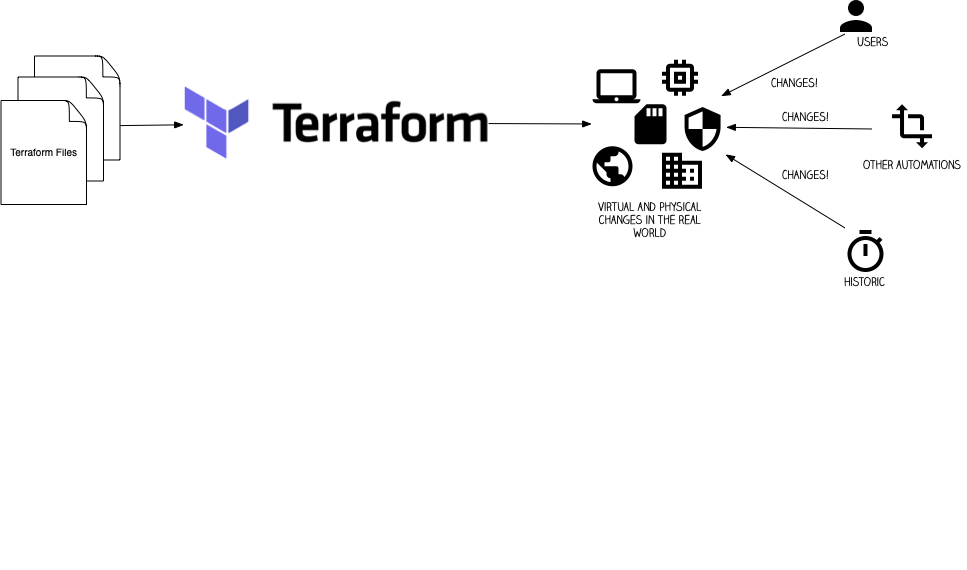 USERS
CHANGES!
Terraform Files
Terraform
CHANGES!
OTHER AUTOMATIONS
CHANGES!
VIRTUAL AND PHYSICAL
CHANGES IN THE REAL
WORLD
HISTORIC